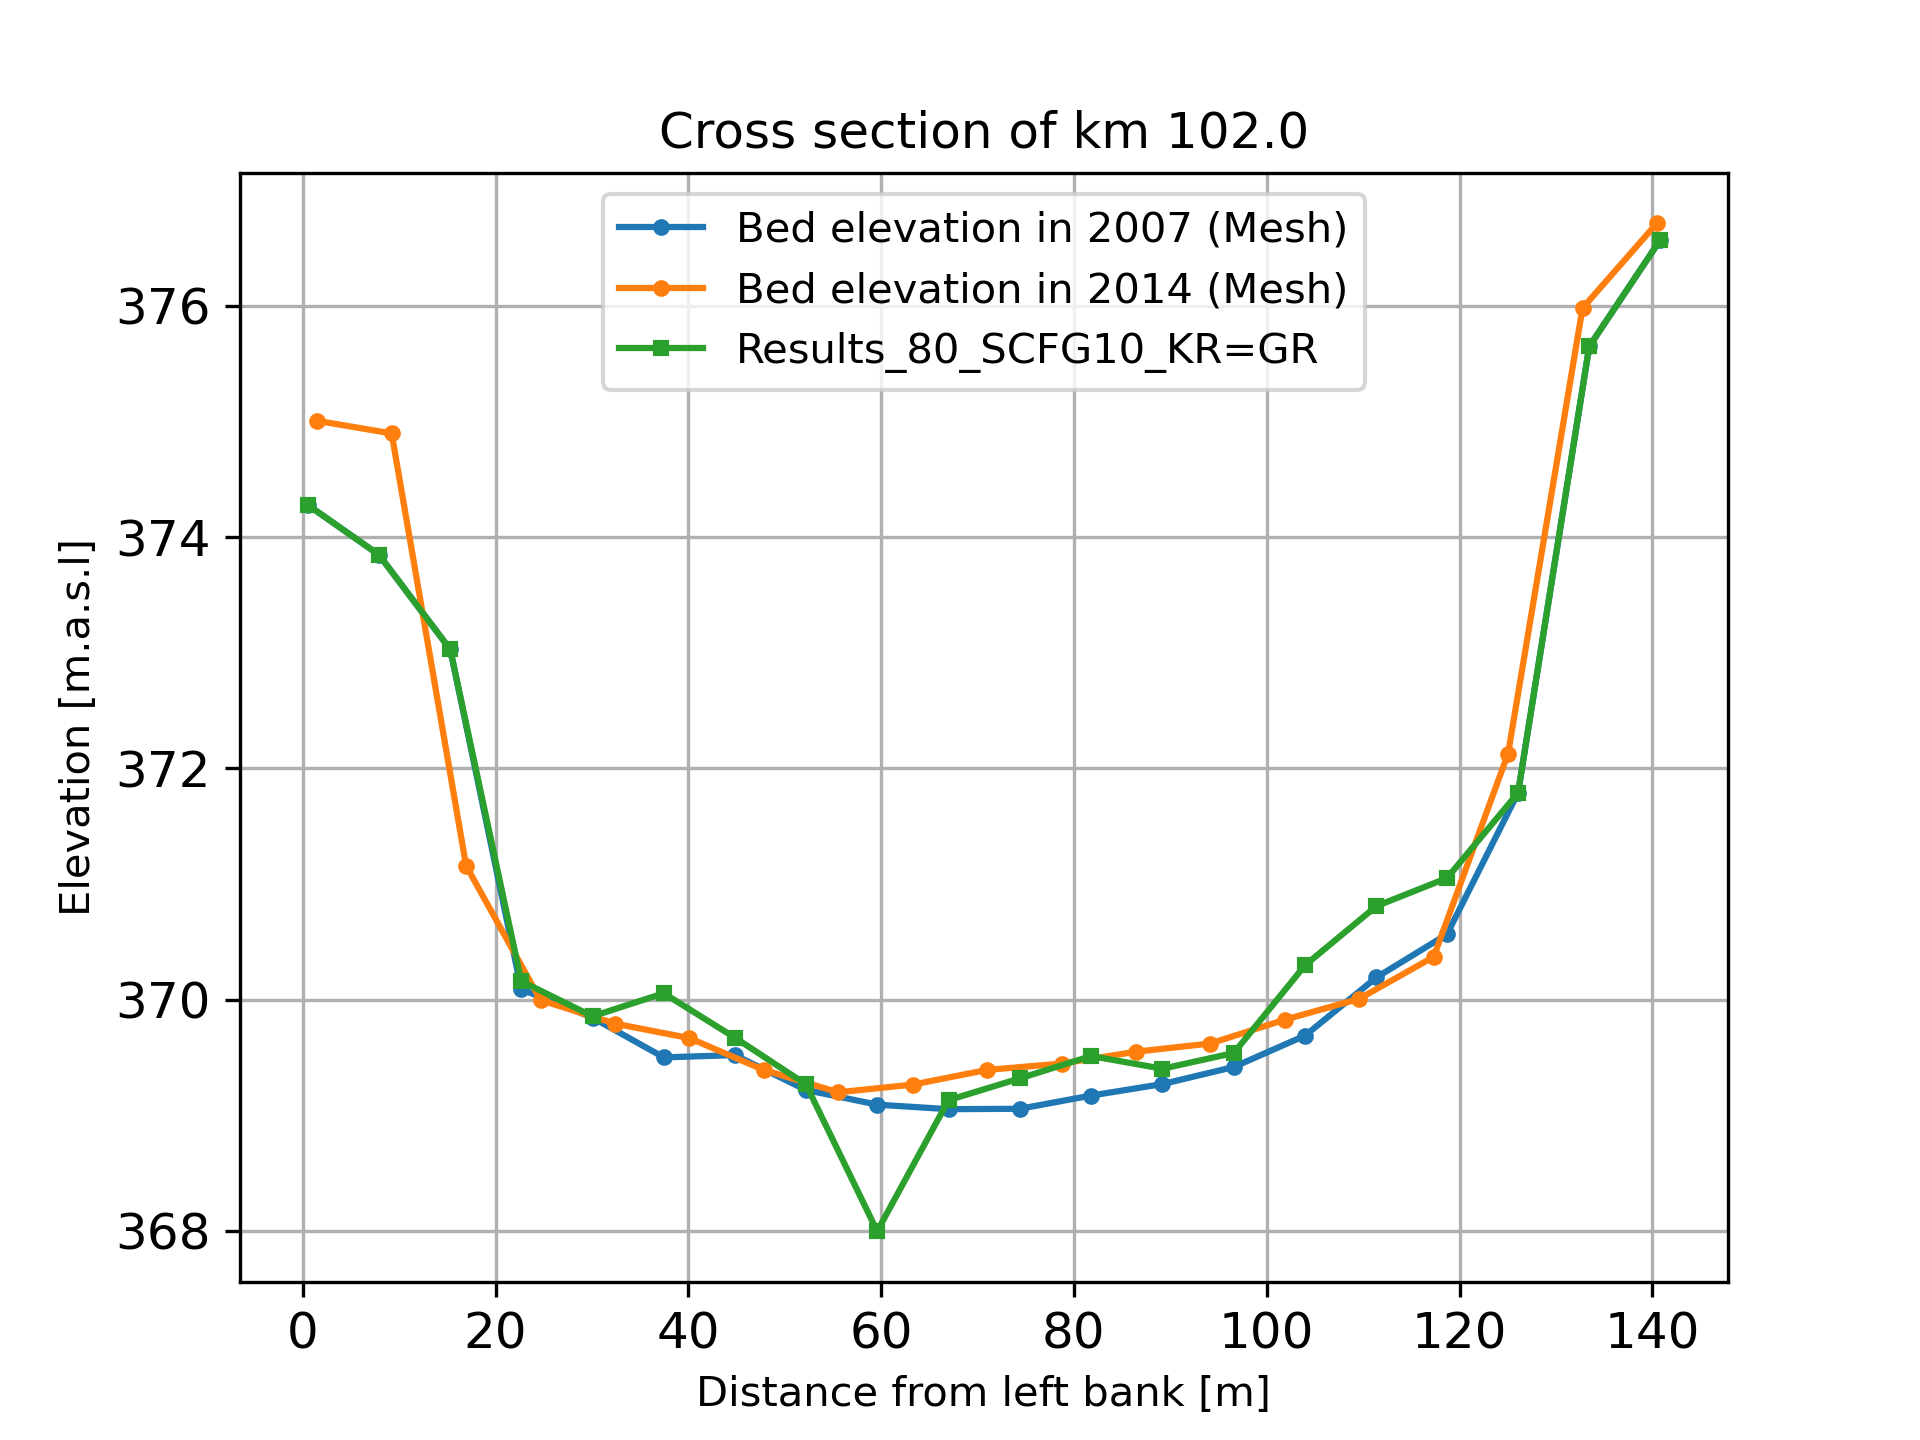 Cross section of km 102.0
Bed elevation in 2007 (Mesh)
Bed elevation in 2014 (Mesh)
Results_80_SCFG10_KR=GR
376
374
372
370
368
Elevation [m.a.s.l]
0 20 40 60 80 100 120 140
Distance from left bank [m]